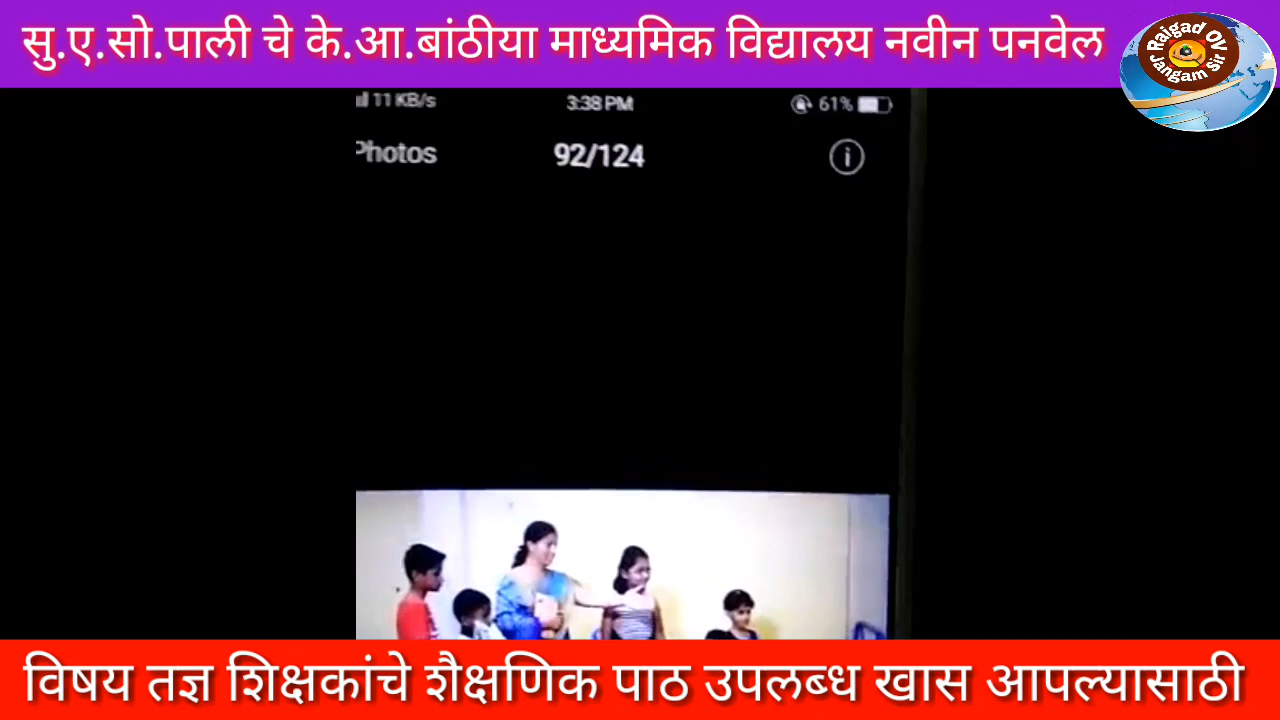 सु.ए.सो.पाली चे के.आ.बांठीया माध्यमिक विद्यालय नवीन पनवेल
Raigad OV
Jangam Sir
11 KB/s 3:38 PM 61%
Photos 92/124
विषय तज्ञ शिक्षकांचे शैक्षणिक पाठ उपलब्ध खास आपल्यासाठी